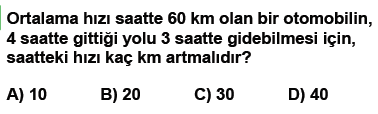 Ortalama hızı saatte 60 km olan bir otomobilin,
4 saatte gittiği yolu 3 saatte gidebilmesi için,
saatteki hızı kaç km artmalıdır?
A) 10 B) 20 C) 30 D) 40